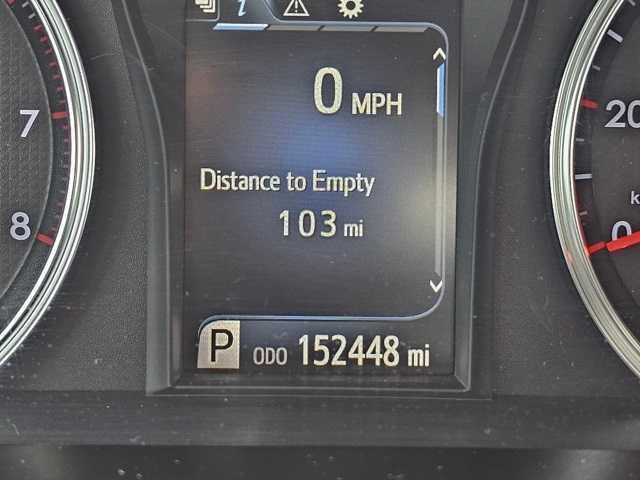 i
0 MPH
Distance to Empty
103 mi
P ODO 152448 mi
7
8
20
0